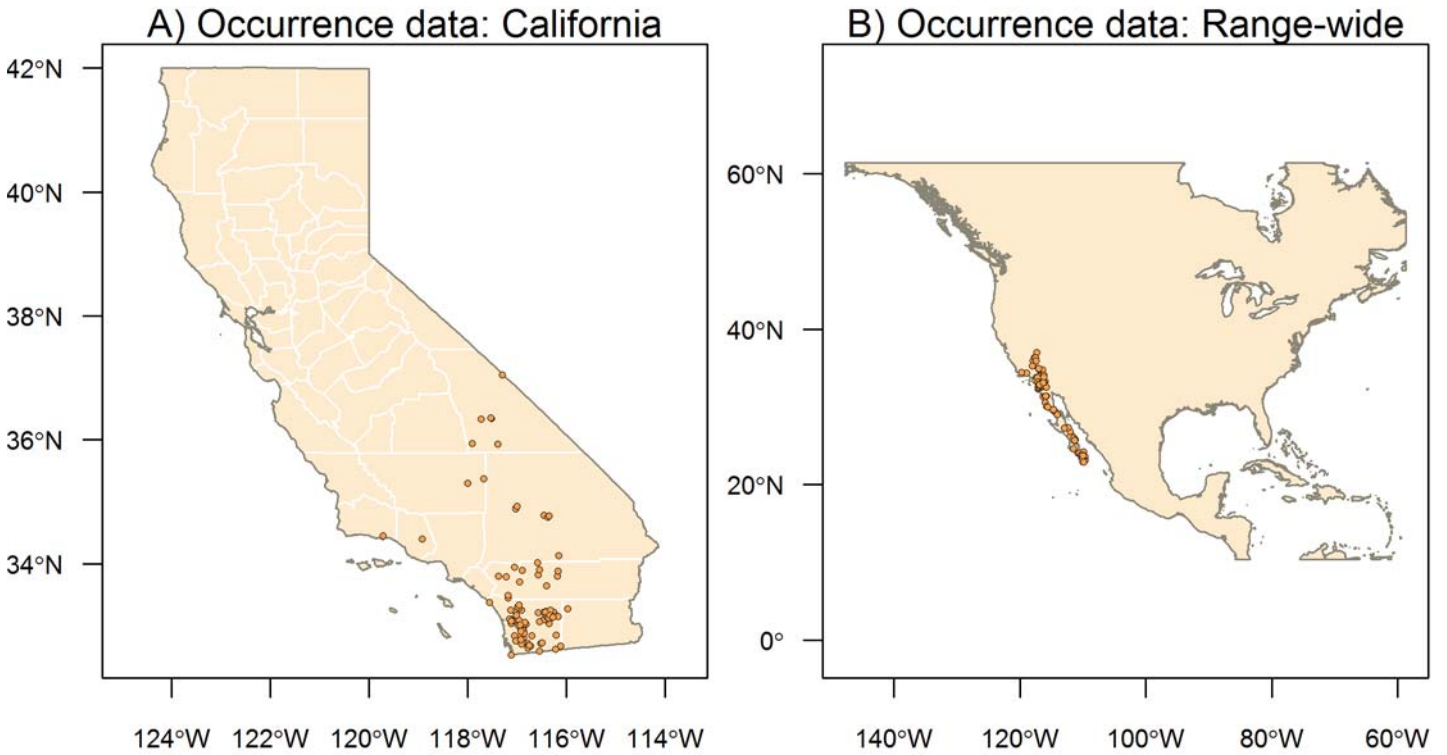 A) Occurrence data: California
42°N
40°N
38°N
36°N
34°N
124°W 122°W 120°W 118°W 116°W 114°W
B) Occurrence data: Range-wide
60°N
40°N
20°N
0°
140°W 120°W 100°W 80°W 60°W